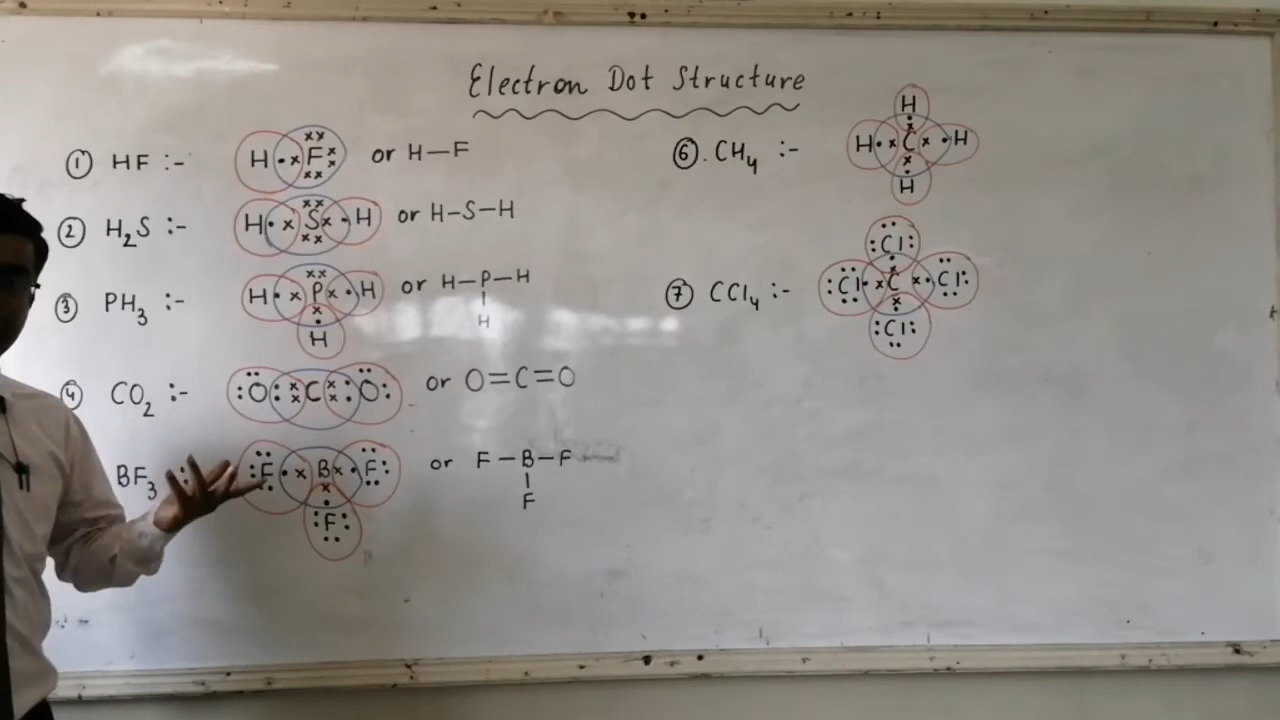 Electron Dot Structure
① HF :- H•×F or H—F
② H₂S :- H•×S×•H or H-S-H
③ PH₃ :- H•×P×•H or H-P-H
×
•
H
|
H
④ CO₂ :- :Ö::××C××::Ö: or O=C=O
BF₃ :F•×B×•F: or F—B—F
×
•
:F:
|
F
⑥. CH₄ :- H
•
×
H•×C×•H
×
•
H
⑦ CCl₄ :- :Cl:
•
×
:Cl•×C×•Cl:
×
•
:Cl: